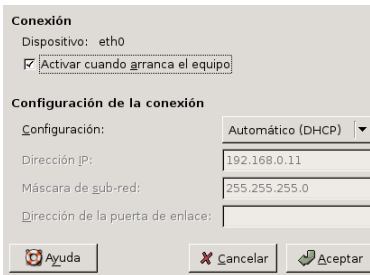 Conexión
Dispositivo: eth0
Activar cuando arranca el equipo
Configuración de la conexión
Configuración: Automático (DHCP)
Dirección IP: 192.168.0.11
Máscara de sub-red: 255.255.255.0
Dirección de la puerta de enlace:
Ayuda Cancelar Aceptar